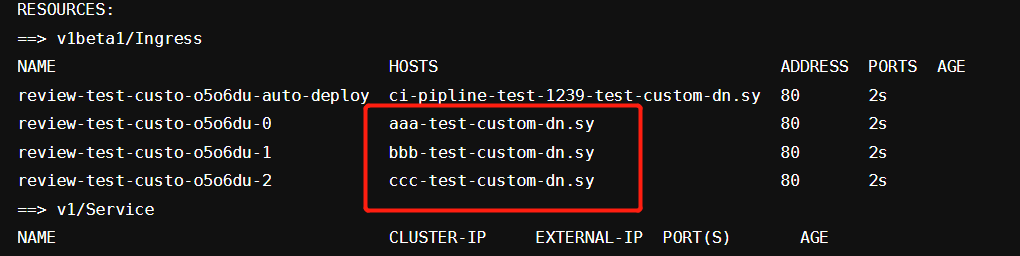 RESOURCES:
==> v1beta1/Ingress
NAME HOSTS ADDRESS PORTS AGE
review-test-custo-o5o6du-auto-deploy ci-pipline-test-1239-test-custom-dn.sy 80 2s
review-test-custo-o5o6du-0 aaa-test-custom-dn.sy 80 2s
review-test-custo-o5o6du-1 bbb-test-custom-dn.sy 80 2s
review-test-custo-o5o6du-2 ccc-test-custom-dn.sy 80 2s
==> v1/Service
NAME CLUSTER-IP EXTERNAL-IP PORT(S) AGE